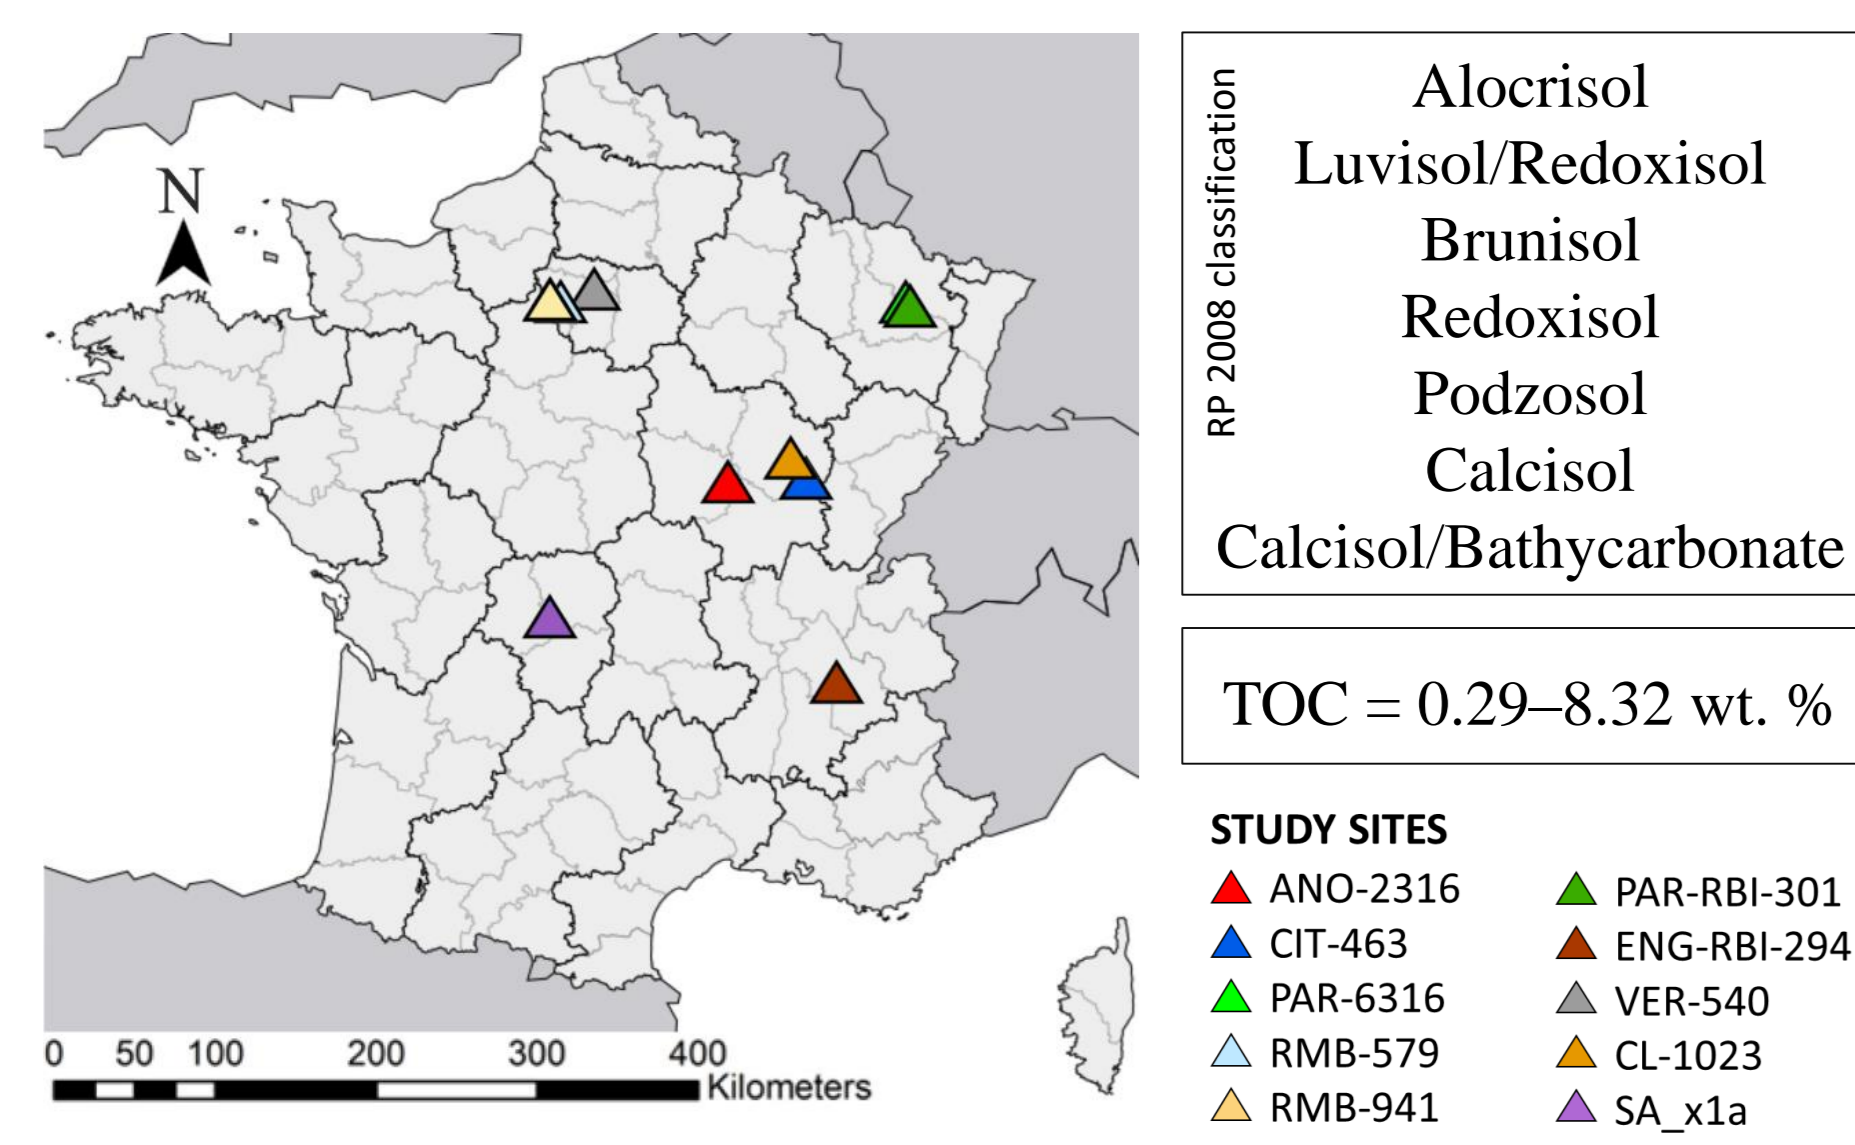 N
0 50 100 200 300 400
Kilometers
RP 2008 classification
Alocrisol
Luvisol/Redoxisol
Brunisol
Redoxisol
Podzosol
Calcisol
Calcisol/Bathycarbonate
TOC = 0.29–8.32 wt. %
STUDY SITES
ANO-2316
CIT-463
PAR-6316
RMB-579
RMB-941
PAR-RBI-301
ENG-RBI-294
VER-540
CL-1023
SA_x1a